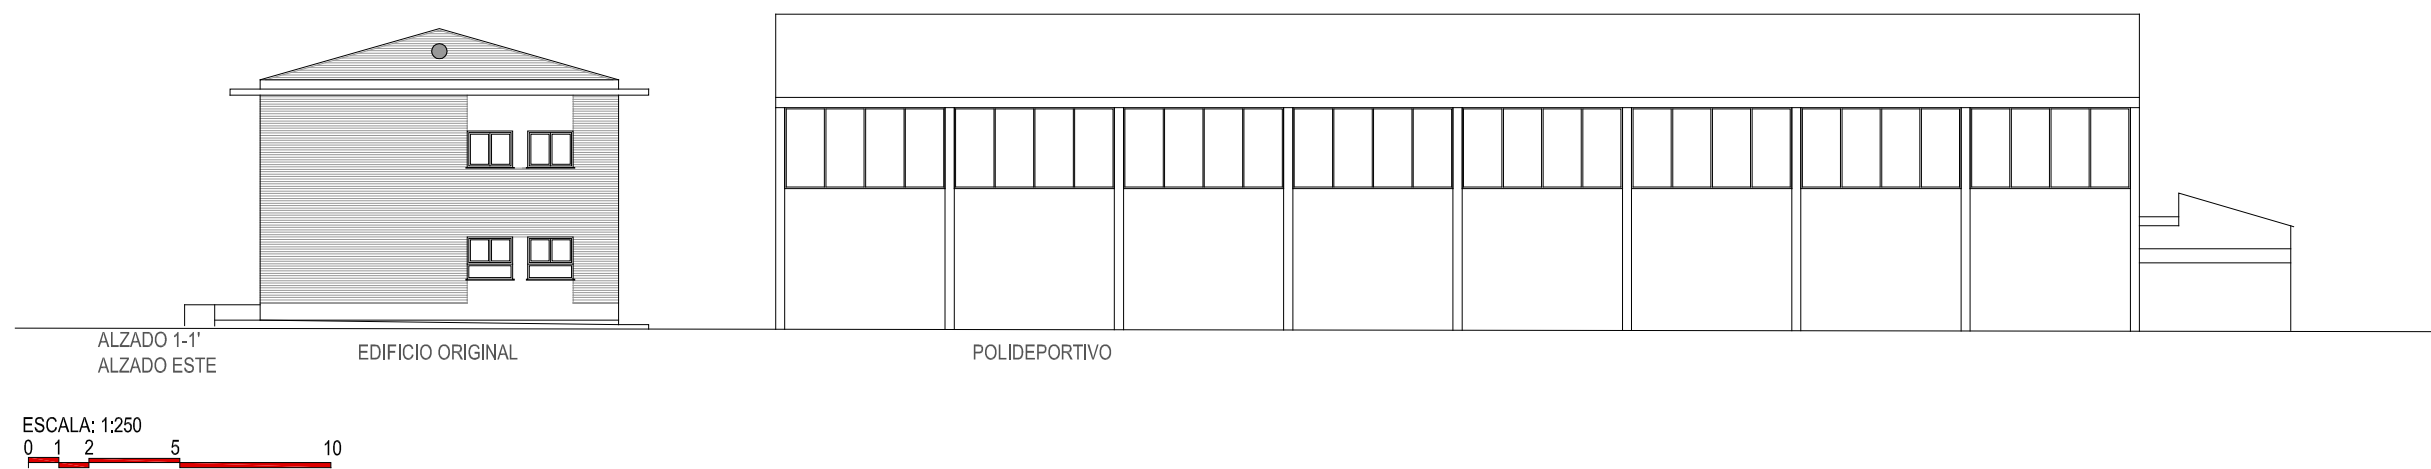 ALZADO 1-1'
ALZADO ESTE
EDIFICIO ORIGINAL
POLIDEPORTIVO
ESCALA: 1:250
0 1 2 5 10